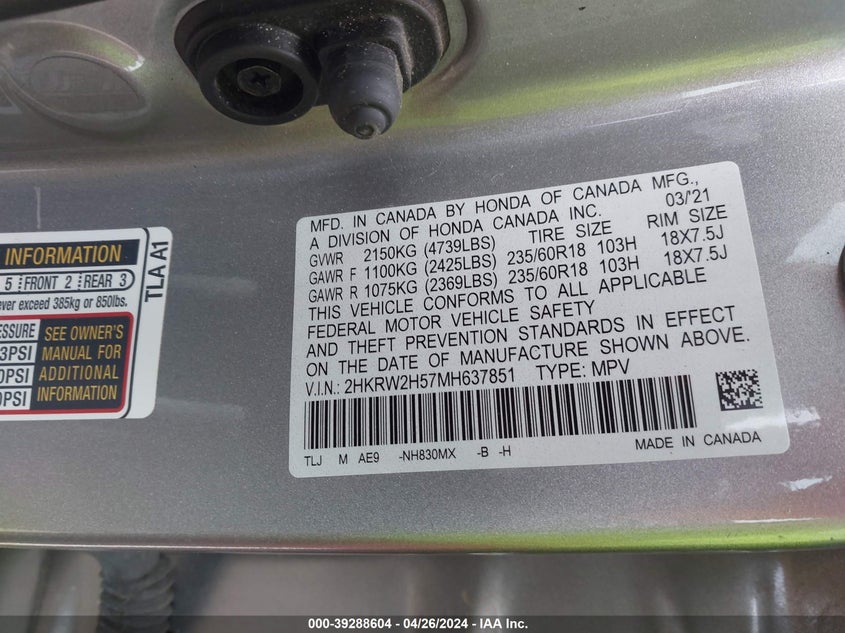 MFD. IN CANADA BY HONDA OF CANADA MFG.,
A DIVISION OF HONDA CANADA INC. 03/'21
GVWR 2150KG (4739LBS) TIRE SIZE RIM SIZE
GAWR F 1100KG (2425LBS) 235/60R18 103H 18X7.5J
GAWR R 1075KG (2369LBS) 235/60R18 103H 18X7.5J
THIS VEHICLE CONFORMS TO ALL APPLICABLE
FEDERAL MOTOR VEHICLE SAFETY
AND THEFT PREVENTION STANDARDS IN EFFECT
ON THE DATE OF MANUFACTURE SHOWN ABOVE.
V.I.N.: 2HKRW2H57MH637851 TYPE: MPV
TLJ M AE9 -NH830MX -B -H MADE IN CANADA
INFORMATION
5 FRONT 2 REAR 3
exceed 385kg or 850lbs.
SEE OWNER'S
MANUAL FOR
ADDITIONAL
INFORMATION
TLA A1
000-39288604 - 04/26/2024 - IAA Inc.